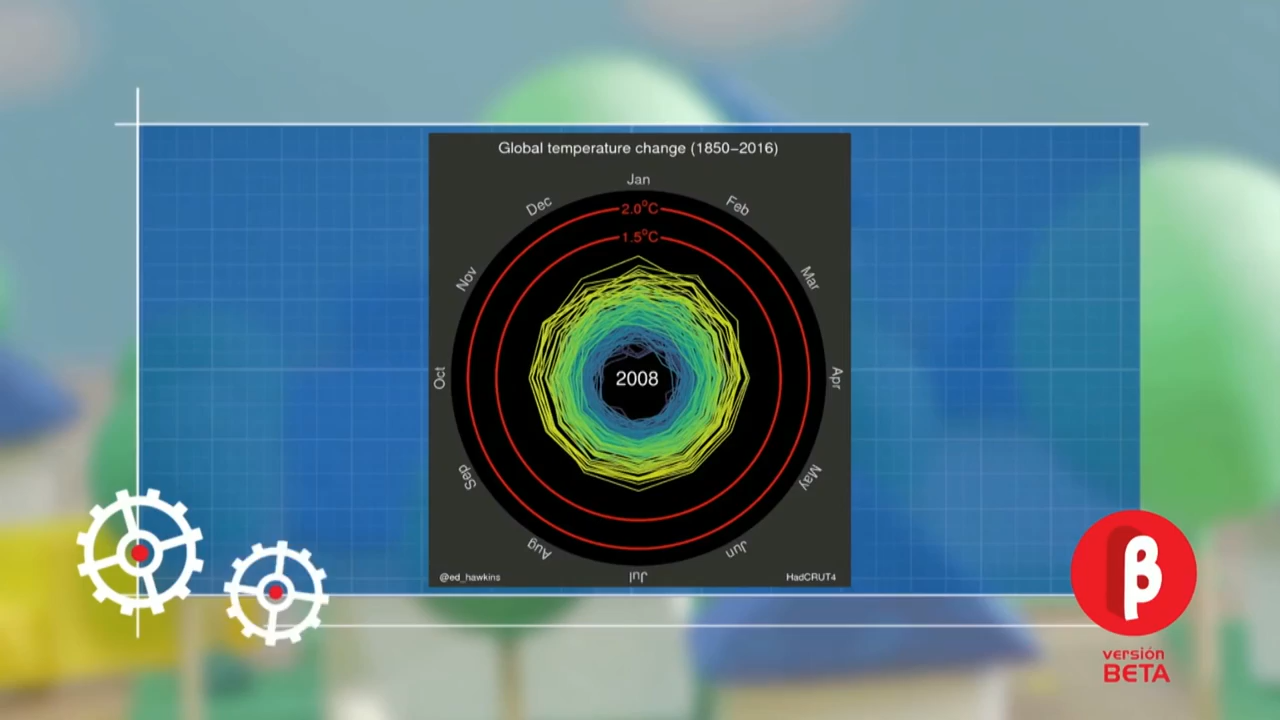 Global temperature change (1850–2016)
Jan
Dec
Feb
2.0°C
1.5°C
Nov
Mar
2008
Oct
Apr
Sep
May
Aug
Jun
Jul
@ed_hawkins
HadCRUT4
β
versión
BETA